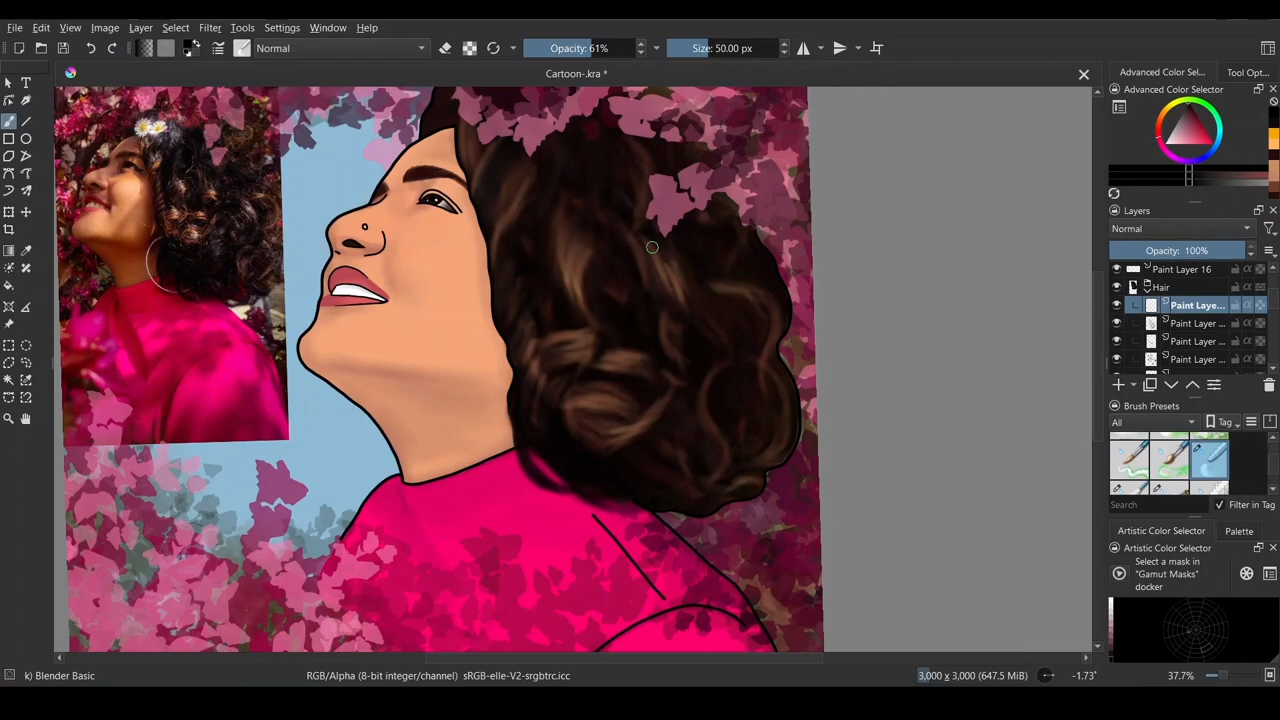 File Edit View Image Layer Select Filter Tools Settings Window Help
Normal Opacity: 61% Size: 50.00 px
Cartoon-.kra *
Advanced Color Sel... Tool Opt...
Advanced Color Selector
Layers
Normal
Opacity: 100%
Paint Layer 16
Hair
Paint Laye...
Paint Layer ...
Paint Layer ...
Paint Layer ...
Brush Presets
All Tag
Search Filter in Tag
Artistic Color Selector Palette
Artistic Color Selector
Select a mask in
"Gamut Masks"
docker
k) Blender Basic RGB/Alpha (8-bit integer/channel) sRGB-elle-V2-srgbtrc.icc 3,000 x 3,000 (647.5 MiB) -1.73° 37.7%